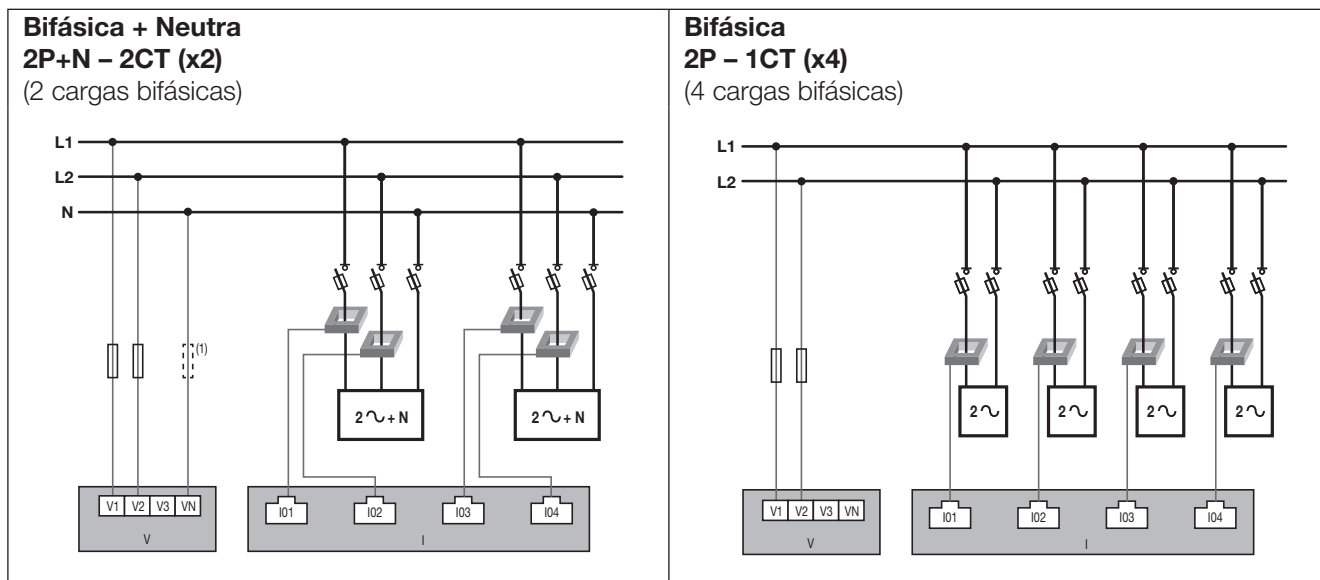 Bifásica + Neutra
2P+N – 2CT (x2)
(2 cargas bifásicas)
L1
L2
N
(1)
2 ∿ + N
2 ∿ + N
V1 V2 V3 VN
V
I01 I02 I03 I04
I
Bifásica
2P – 1CT (x4)
(4 cargas bifásicas)
L1
L2
2 ∿
2 ∿
2 ∿
2 ∿
V1 V2 V3 VN
V
I01 I02 I03 I04
I